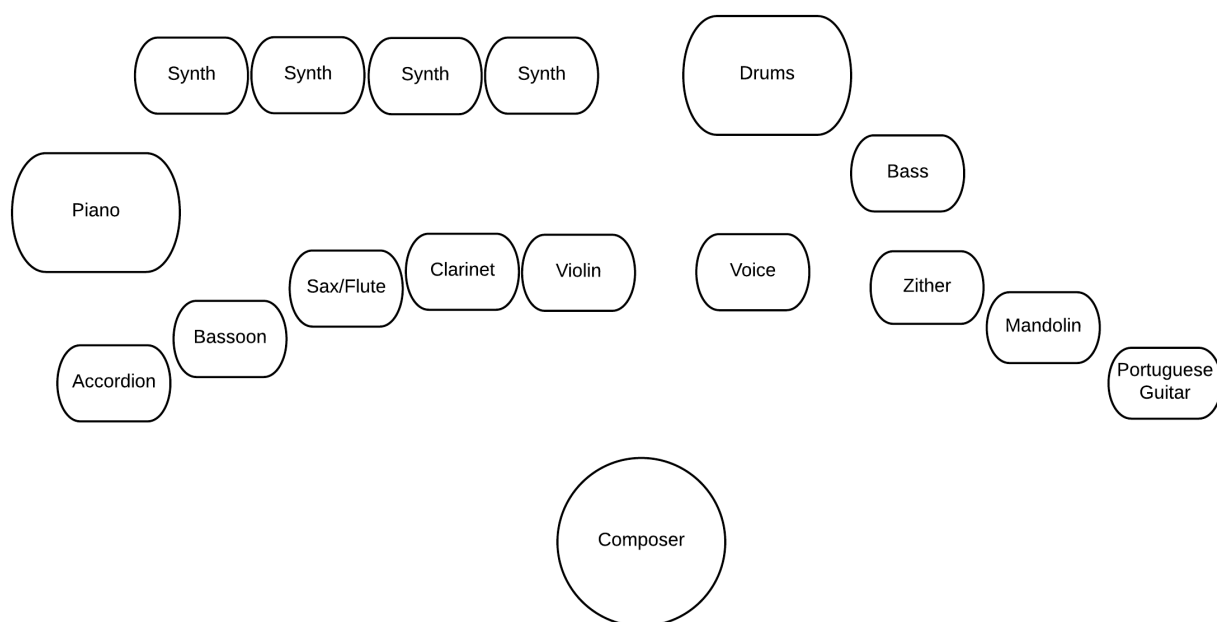 Synth
Synth
Synth
Synth
Drums
Bass
Piano
Sax/Flute
Clarinet
Violin
Voice
Zither
Bassoon
Mandolin
Accordion
Portuguese
Guitar
Composer